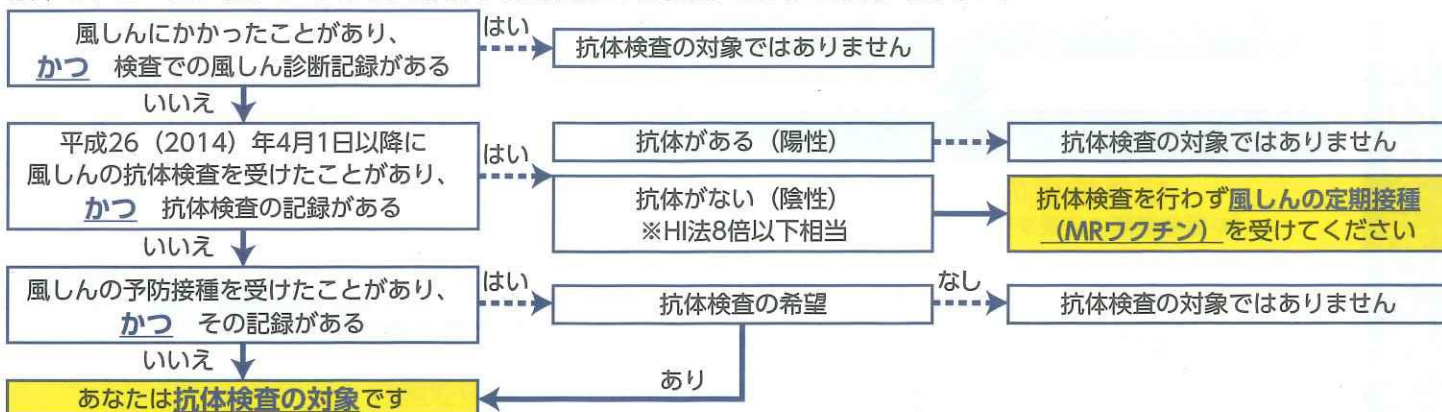 風しんにかかったことがあり、
かつ 検査での風しん診断記録がある
はい
抗体検査の対象ではありません
いいえ
平成26（2014）年4月1日以降に
風しんの抗体検査を受けたことがあり、
かつ 抗体検査の記録がある
はい
抗体がある（陽性）
抗体検査の対象ではありません
抗体がない（陰性）
※HI法8倍以下相当
抗体検査を行わず風しんの定期接種
（MRワクチン）を受けてください
いいえ
風しんの予防接種を受けたことがあり、
かつ その記録がある
はい
抗体検査の希望
なし
抗体検査の対象ではありません
いいえ
あり
あなたは抗体検査の対象です